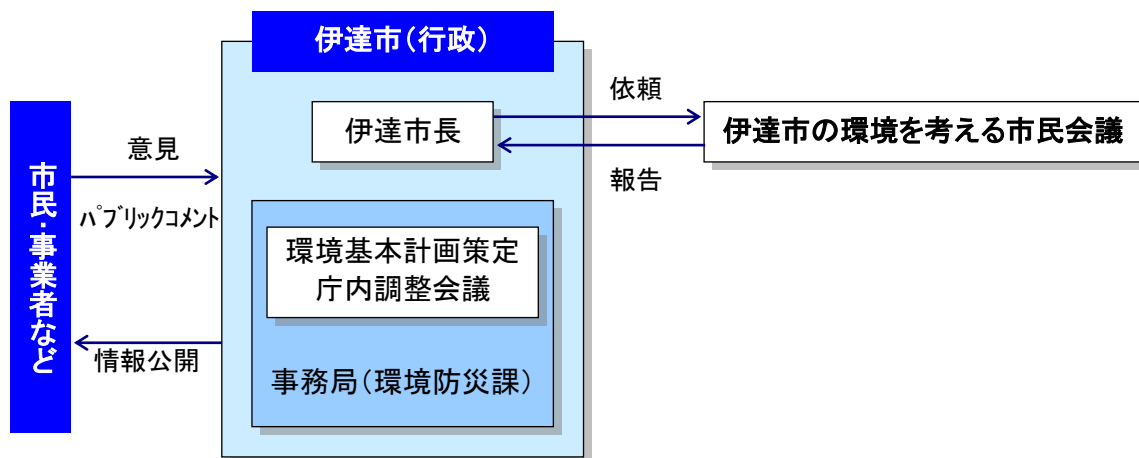 伊達市(行政)
依頼
伊達市長
伊達市の環境を考える市民会議
報告
市民・事業者など
意見
パブリックコメント
環境基本計画策定
庁内調整会議
情報公開
事務局(環境防災課)